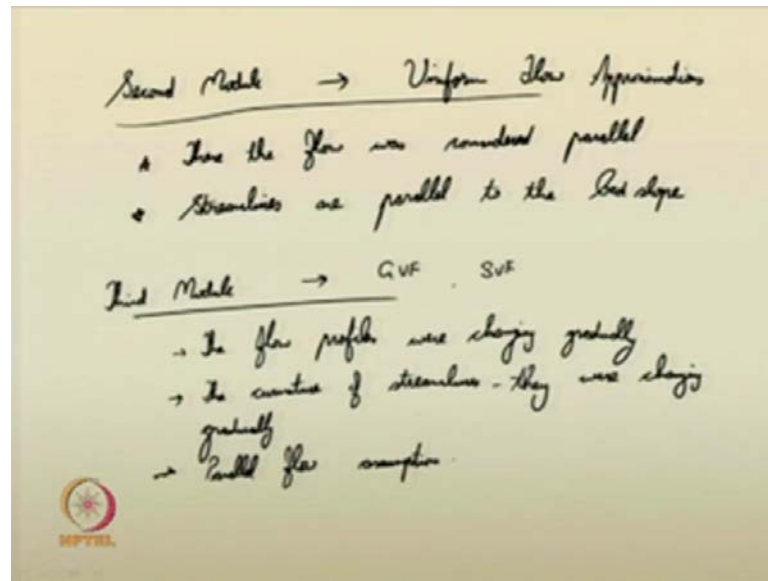 Second Module → Uniform Flow Approximations
There the flow was considered parallel
Streamlines are parallel to the bed slope
Third Module → GVF . SVF
→ The flow profiles were changing gradually
→ The curvature of streamlines - they were changing
gradually
→ Parallel flow assumption.
NPTEL